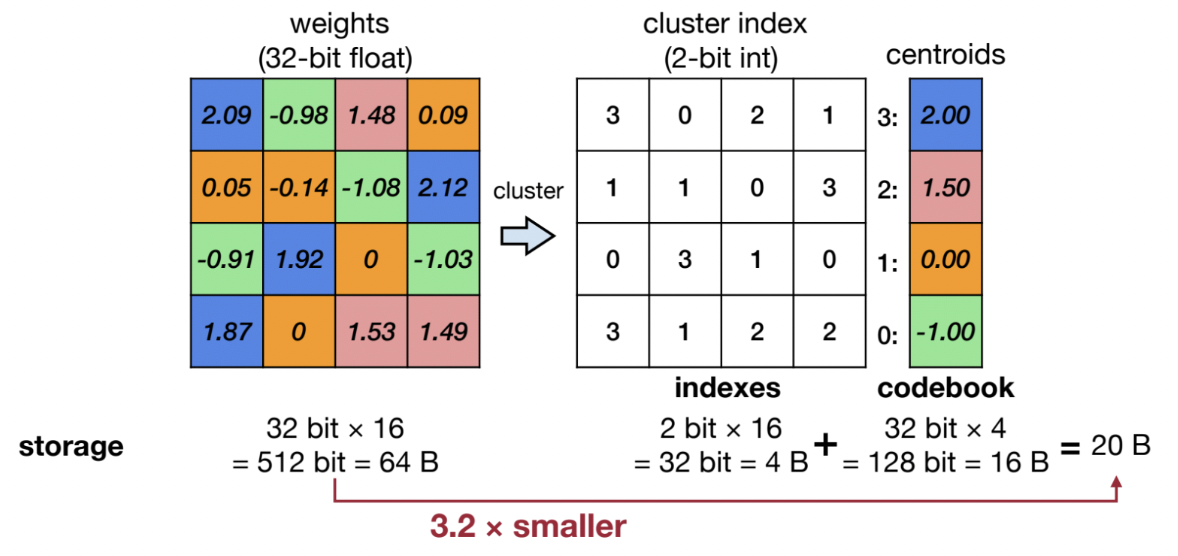 weights
(32-bit float)
cluster index
(2-bit int)
centroids
2.09 -0.98 1.48 0.09
0.05 -0.14 -1.08 2.12
-0.91 1.92 0 -1.03
1.87 0 1.53 1.49
cluster
3 0 2 1
1 1 0 3
0 3 1 0
3 1 2 2
3: 2.00
2: 1.50
1: 0.00
0: -1.00
indexes
codebook
storage
32 bit × 16
= 512 bit = 64 B
2 bit × 16
= 32 bit = 4 B
+
32 bit × 4
= 128 bit = 16 B
= 20 B
3.2 × smaller